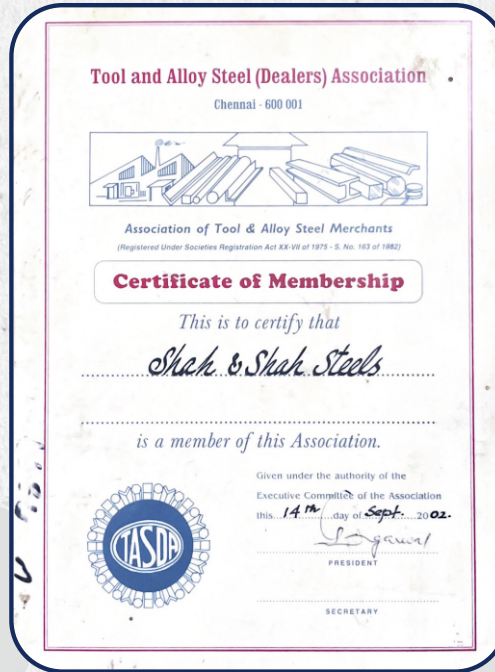 Tool and Alloy Steel (Dealers) Association
Chennai - 600 001
Association of Tool & Alloy Steel Merchants
(Registered Under Societies Registration Act XX-VII of 1975 - S. No. 163 of 1982)
Certificate of Membership
This is to certify that
Shah & Shah Steels
is a member of this Association.
Given under the authority of the
Executive Committee of the Association
this 14th day of Sept. 2002.
PRESIDENT
SECRETARY
TASDA